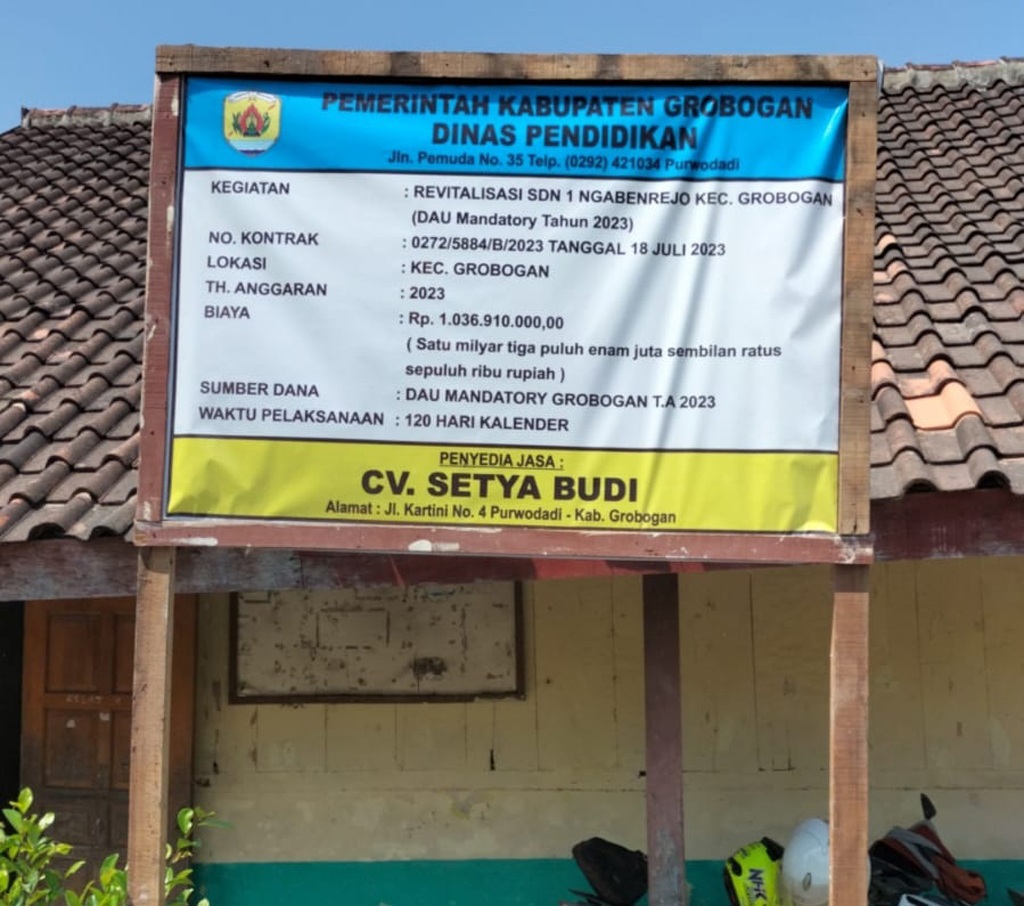 PEMERINTAH KABUPATEN GROBOGAN
DINAS PENDIDIKAN
Jln. Pemuda No. 35 Telp. (0292) 421034 Purwodadi
KEGIATAN : REVITALISASI SDN 1 NGABENREJO KEC. GROBOGAN
(DAU Mandatory Tahun 2023)
NO. KONTRAK : 0272/5884/B/2023 TANGGAL 18 JULI 2023
LOKASI : KEC. GROBOGAN
TH. ANGGARAN : 2023
BIAYA : Rp. 1.036.910.000,00
( Satu milyar tiga puluh enam juta sembilan ratus
sepuluh ribu rupiah )
SUMBER DANA : DAU MANDATORY GROBOGAN T.A 2023
WAKTU PELAKSANAAN : 120 HARI KALENDER
PENYEDIA JASA :
CV. SETYA BUDI
Alamat : Jl. Kartini No. 4 Purwodadi - Kab. Grobogan
NHK